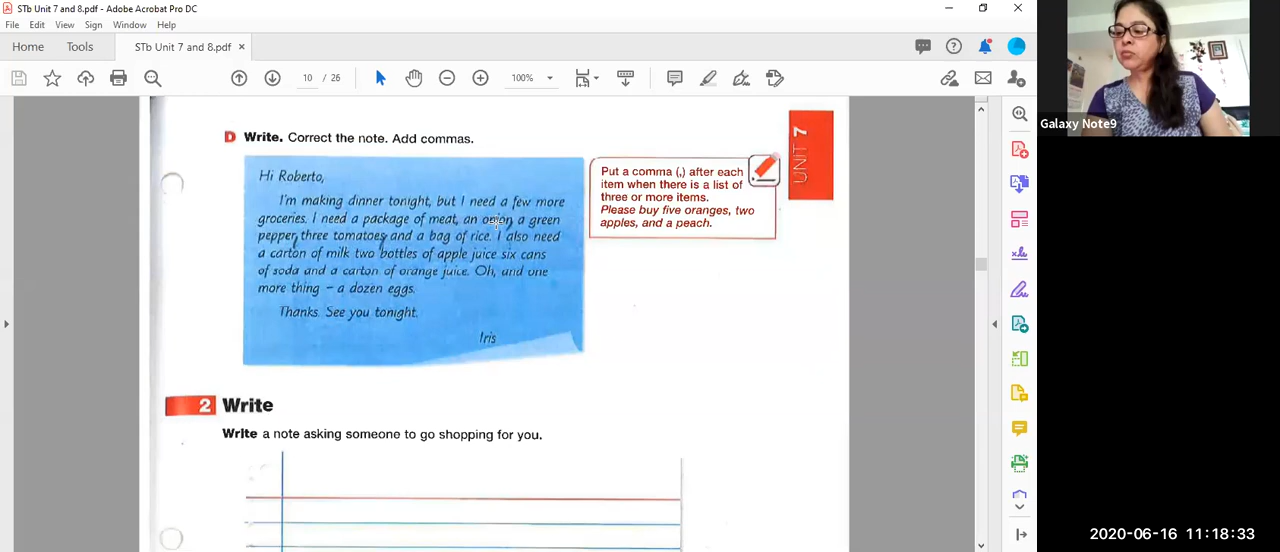 STb Unit 7 and 8.pdf - Adobe Acrobat Pro DC
File Edit View Sign Window Help
Home Tools STb Unit 7 and 8.pdf ×
10 / 26 100%
D Write. Correct the note. Add commas.
Hi Roberto,
I'm making dinner tonight, but I need a few more
groceries. I need a package of meat, an onion, a green
pepper, three tomatoes, and a bag of rice. I also need
a carton of milk two bottles of apple juice six cans
of soda and a carton of orange juice. Oh, and one
more thing – a dozen eggs.
Thanks. See you tonight.
Iris
Put a comma (,) after each
item when there is a list of
three or more items.
Please buy five oranges, two
apples, and a peach.
UNIT 7
2 Write
Write a note asking someone to go shopping for you.
Galaxy Note9
2020-06-16 11:18:33